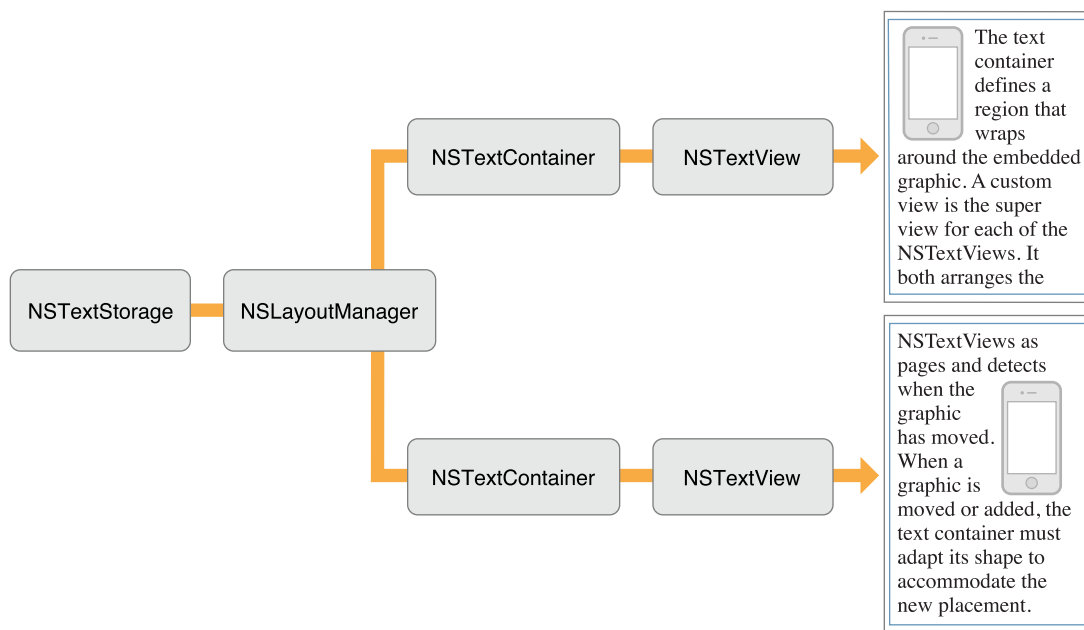 NSTextStorage
NSLayoutManager
NSTextContainer
NSTextView
The text
container
defines a
region that
wraps
around the embedded
graphic. A custom
view is the super
view for each of the
NSTextViews. It
both arranges the
NSTextContainer
NSTextView
NSTextViews as
pages and detects
when the
graphic
has moved.
When a
graphic is
moved or added, the
text container must
adapt its shape to
accommodate the
new placement.